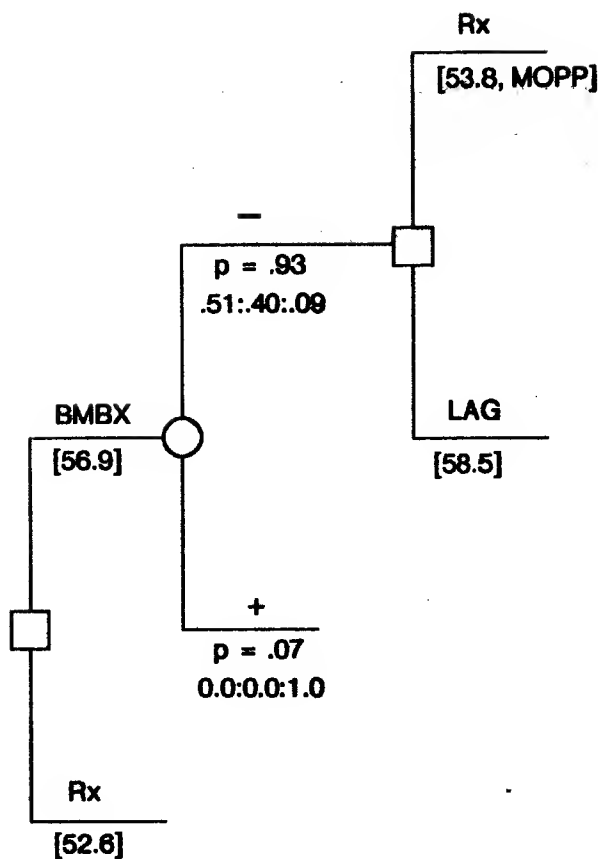 Rx
[53.8, MOPP]
−
p = .93
.51:.40:.09
BMBX
[56.9]
LAG
[58.5]
+
p = .07
0.0:0.0:1.0
Rx
[52.6]